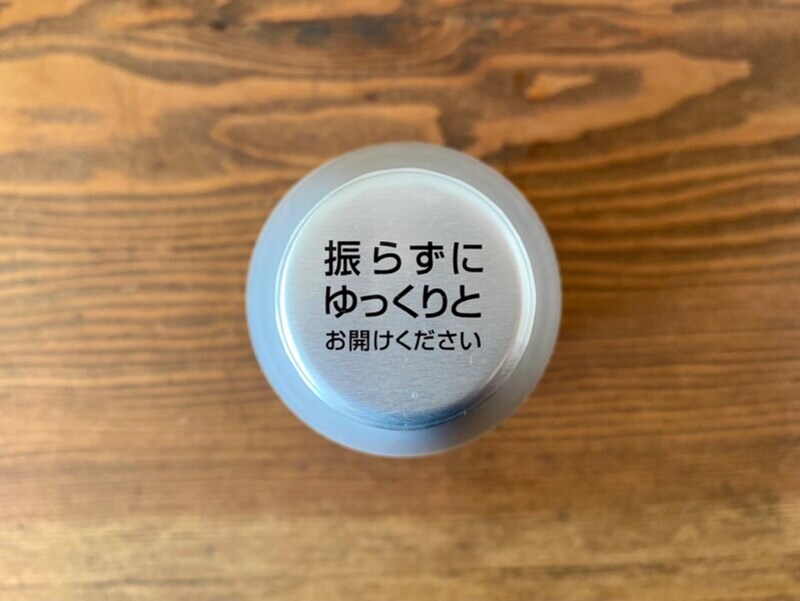 振らずに
ゆっくりと
お開けください